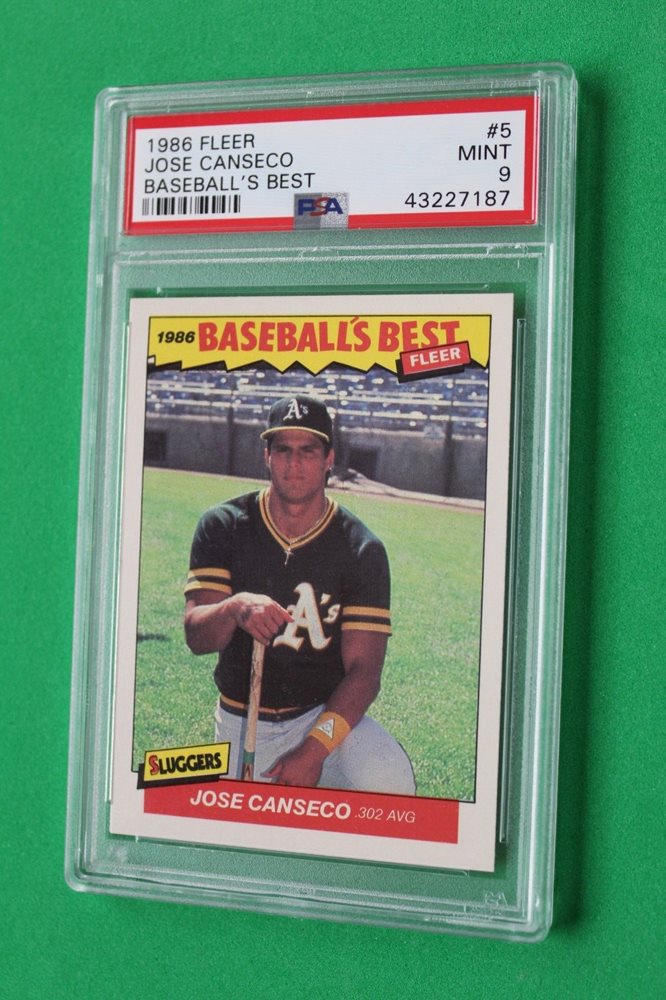 1986 FLEER #5
JOSE CANSECO MINT
BASEBALL'S BEST 9
PSA 43227187
1986 BASEBALL'S BEST
FLEER
A's
A's
SLUGGERS
JOSE CANSECO .302 AVG
PSA